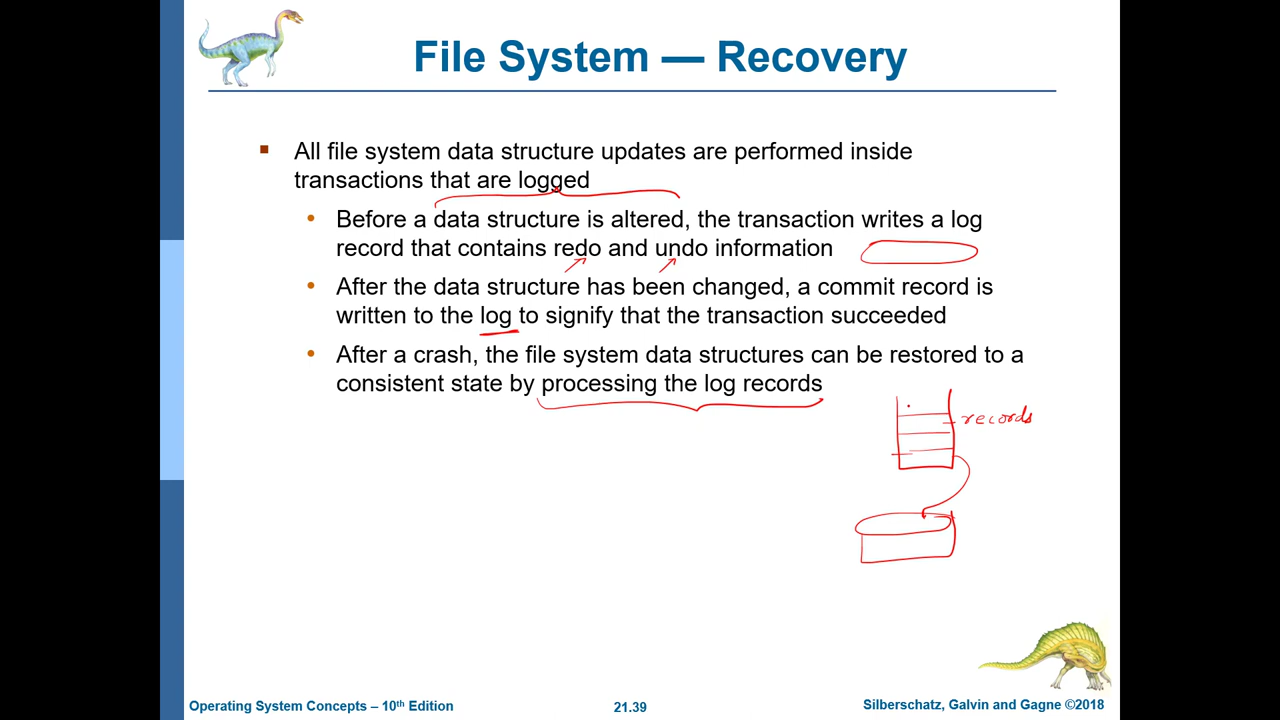 File System — Recovery
▪ All file system data structure updates are performed inside
transactions that are logged
• Before a data structure is altered, the transaction writes a log
record that contains redo and undo information
• After the data structure has been changed, a commit record is
written to the log to signify that the transaction succeeded
• After a crash, the file system data structures can be restored to a
consistent state by processing the log records
records
Operating System Concepts – 10th Edition
21.39
Silberschatz, Galvin and Gagne ©2018